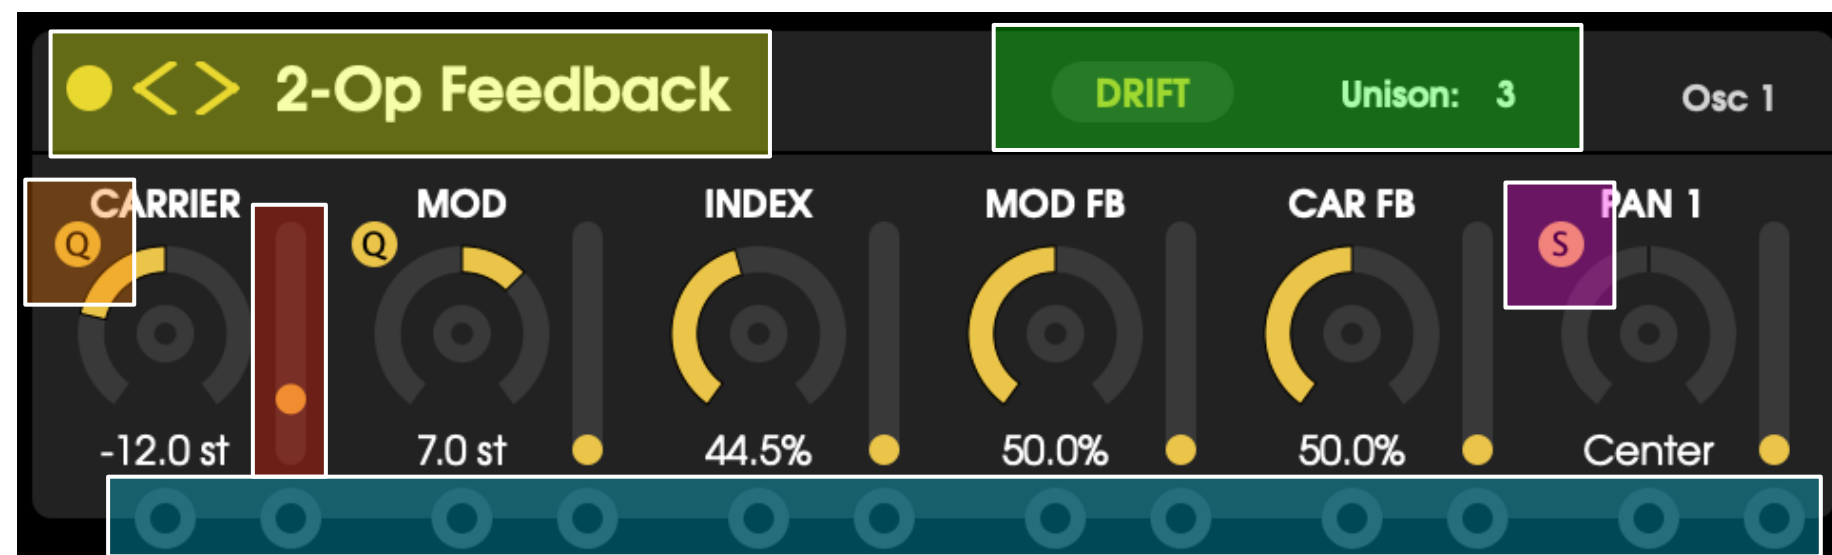 2-Op Feedback DRIFT Unison: 3 Osc 1
CARRIER MOD INDEX MOD FB CAR FB PAN 1
Q Q S
-12.0 st 7.0 st 44.5% 50.0% 50.0% Center